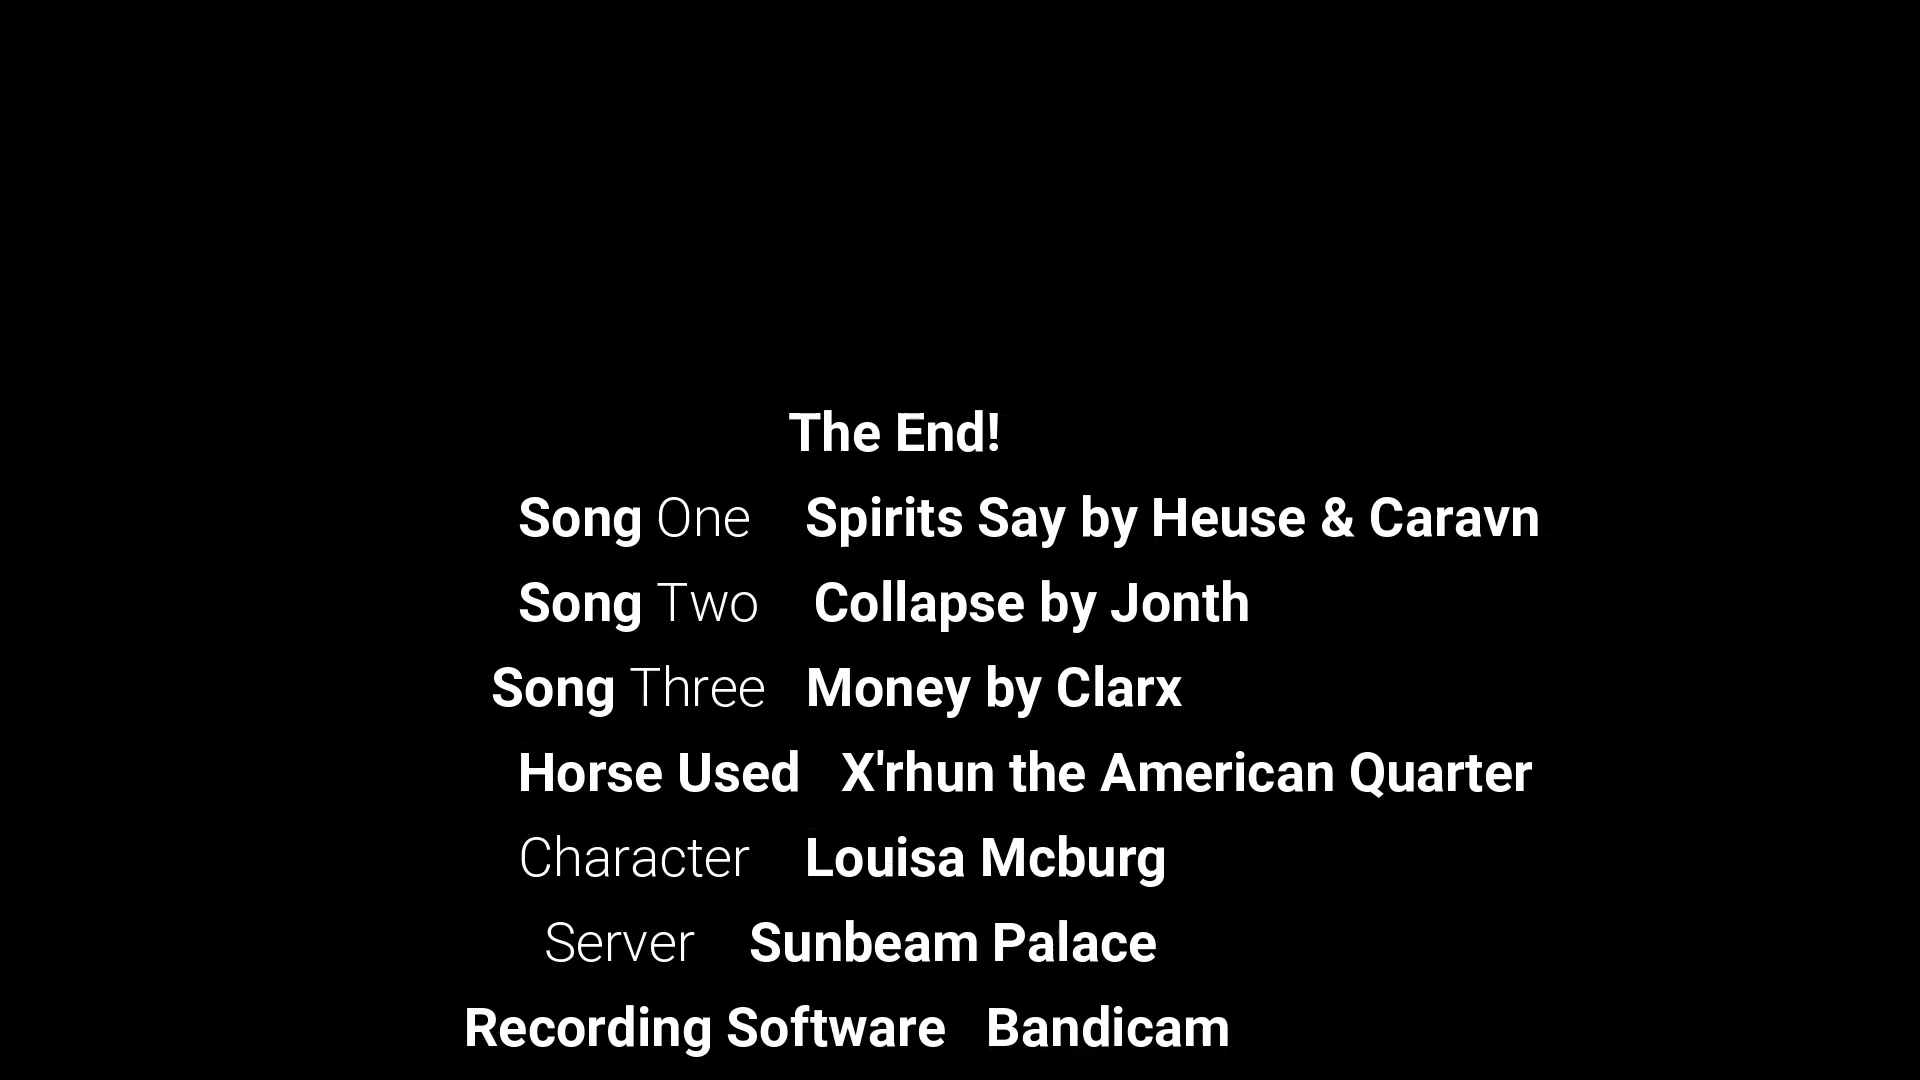 The End!
Song One Spirits Say by Heuse & Caravn
Song Two Collapse by Jonth
Song Three Money by Clarx
Horse Used X'rhun the American Quarter
Character Louisa Mcburg
Server Sunbeam Palace
Recording Software Bandicam